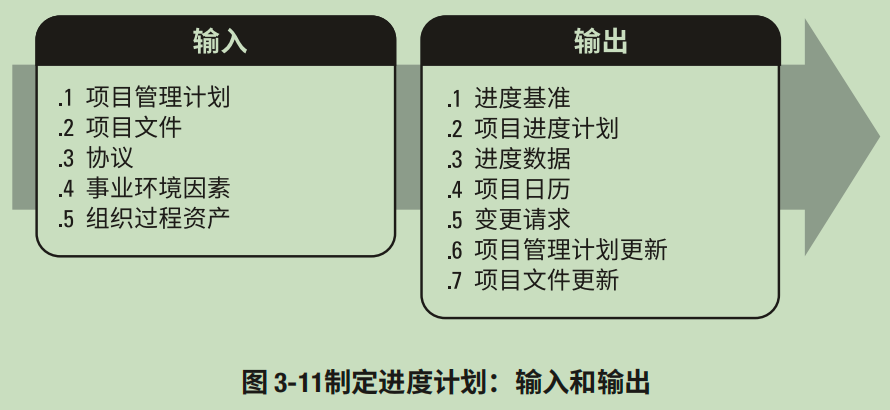 输入
.1 项目管理计划
.2 项目文件
.3 协议
.4 事业环境因素
.5 组织过程资产
输出
.1 进度基准
.2 项目进度计划
.3 进度数据
.4 项目日历
.5 变更请求
.6 项目管理计划更新
.7 项目文件更新
图 3-11制定进度计划：输入和输出